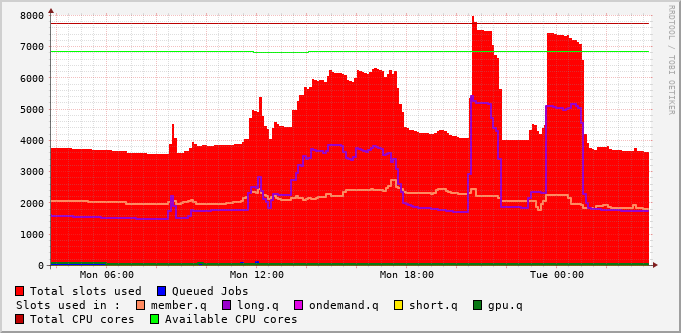 8000
7000
6000
5000
4000
3000
2000
1000
0
Mon 06:00 Mon 12:00 Mon 18:00 Tue 00:00
RRDTOOL / TOBI OETIKER
Total slots used Queued Jobs
Slots used in : member.q long.q ondemand.q short.q gpu.q
Total CPU cores Available CPU cores